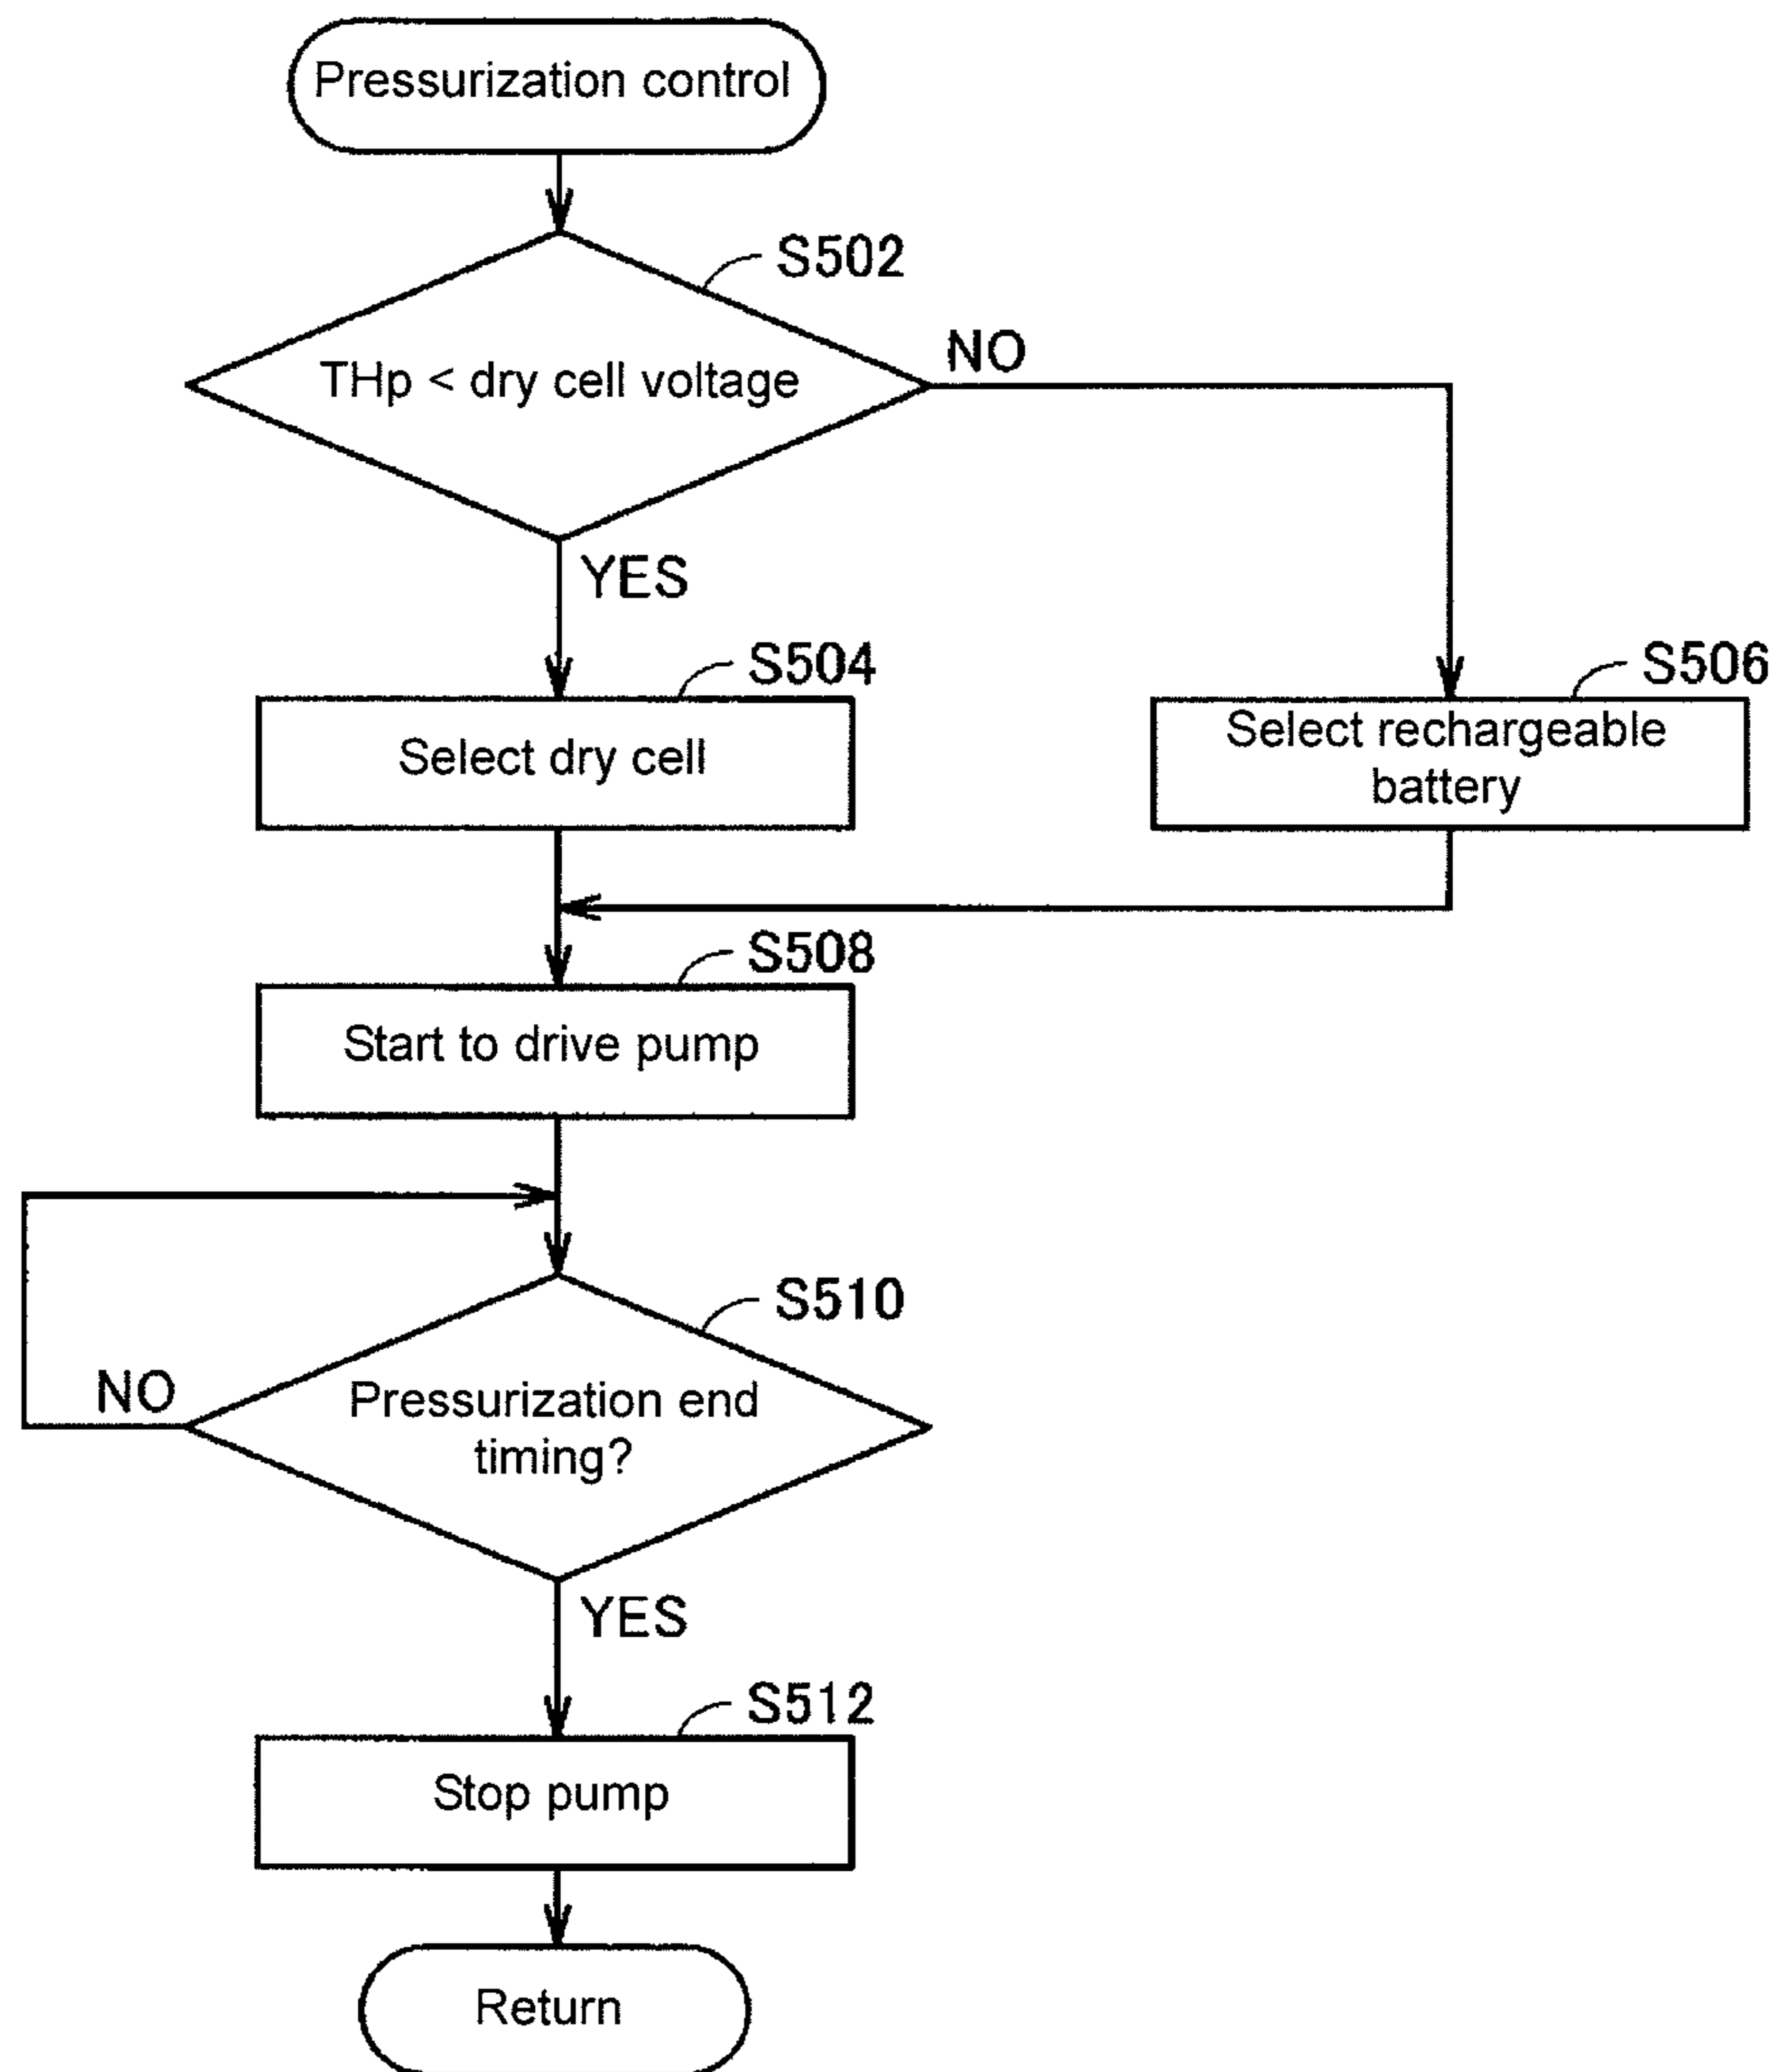 Pressurization control
S502
THp < dry cell voltage
NO
YES
S504
Select dry cell
S506
Select rechargeable
battery
S508
Start to drive pump
S510
NO
Pressurization end
timing?
YES
S512
Stop pump
Return